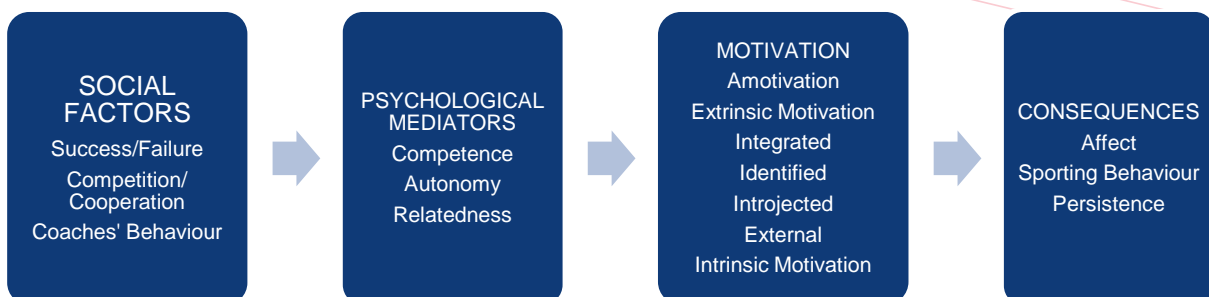 SOCIAL
FACTORS
Success/Failure
Competition/
Cooperation
Coaches' Behaviour
PSYCHOLOGICAL
MEDIATORS
Competence
Autonomy
Relatedness
MOTIVATION
Amotivation
Extrinsic Motivation
Integrated
Identified
Introjected
External
Intrinsic Motivation
CONSEQUENCES
Affect
Sporting Behaviour
Persistence